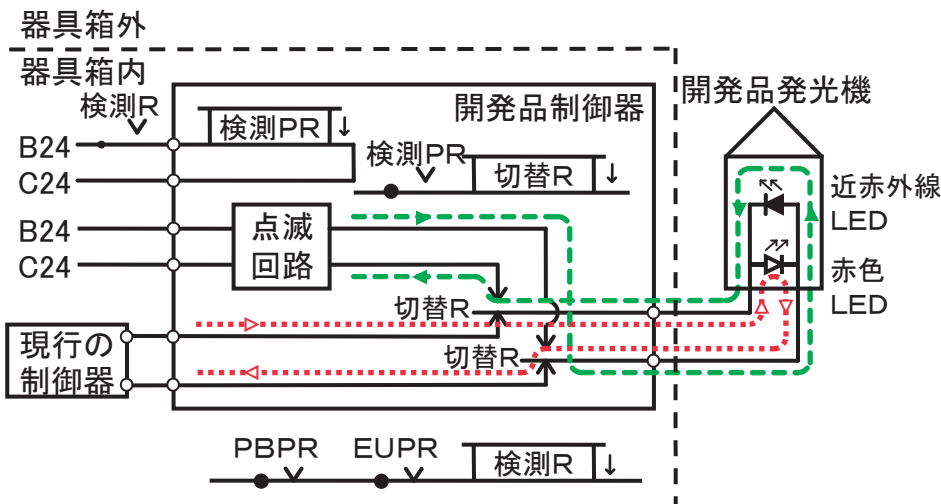 器具箱外
器具箱内
検測R
検測PR
開発品制御器
開発品発光機
B24
C24
検測PR
切替R
近赤外線
LED
B24
C24
点滅
回路
赤色
LED
切替R
現行の
制御器
切替R
PBPR
EUPR
検測R